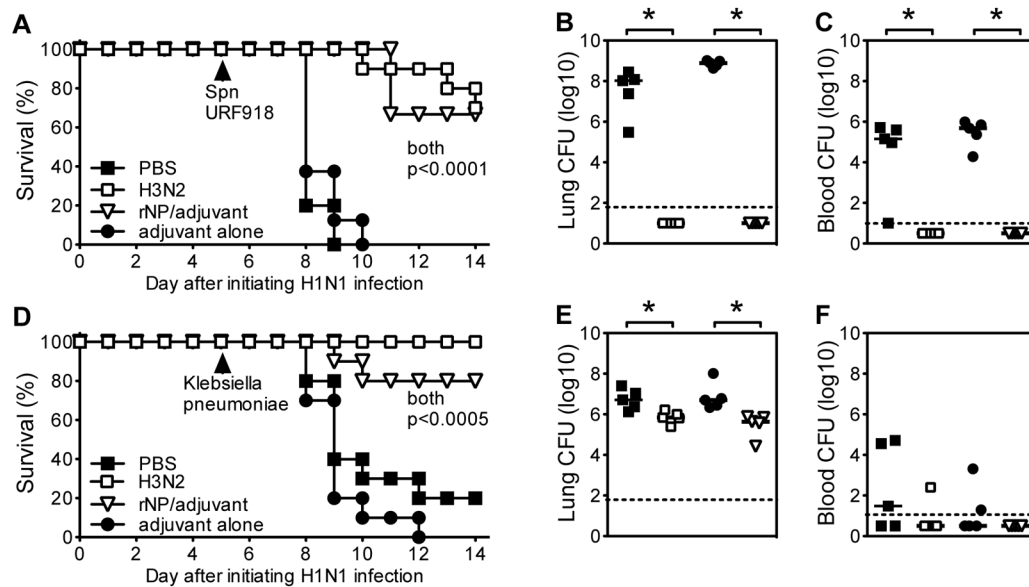 A
Survival (%)
100
80
60
40
20
0
Spn
URF918
both
p<0.0001
PBS
H3N2
rNP/adjuvant
adjuvant alone
0 2 4 6 8 10 12 14
Day after initiating H1N1 infection
B
* *
Lung CFU (log10)
10
8
6
4
2
0
C
* *
Blood CFU (log10)
10
8
6
4
2
0
D
Survival (%)
100
80
60
40
20
0
Klebsiella
pneumoniae
both
p<0.0005
PBS
H3N2
rNP/adjuvant
adjuvant alone
0 2 4 6 8 10 12 14
Day after initiating H1N1 infection
E
* *
Lung CFU (log10)
10
8
6
4
2
0
F
Blood CFU (log10)
10
8
6
4
2
0